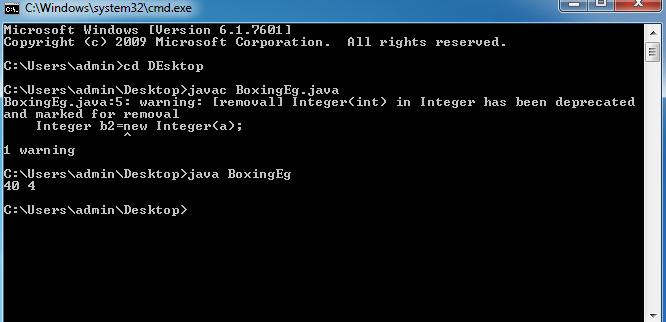 C:\Windows\system32\cmd.exe
Microsoft Windows [Version 6.1.7601]
Copyright (c) 2009 Microsoft Corporation.  All rights reserved.
C:\Users\admin>cd DEsktop
C:\Users\admin\Desktop>javac BoxingEg.java
BoxingEg.java:5: warning: [removal] Integer(int) in Integer has been deprecated
and marked for removal
    Integer b2=new Integer(a);
               ^
1 warning
C:\Users\admin\Desktop>java BoxingEg
40 4
C:\Users\admin\Desktop>